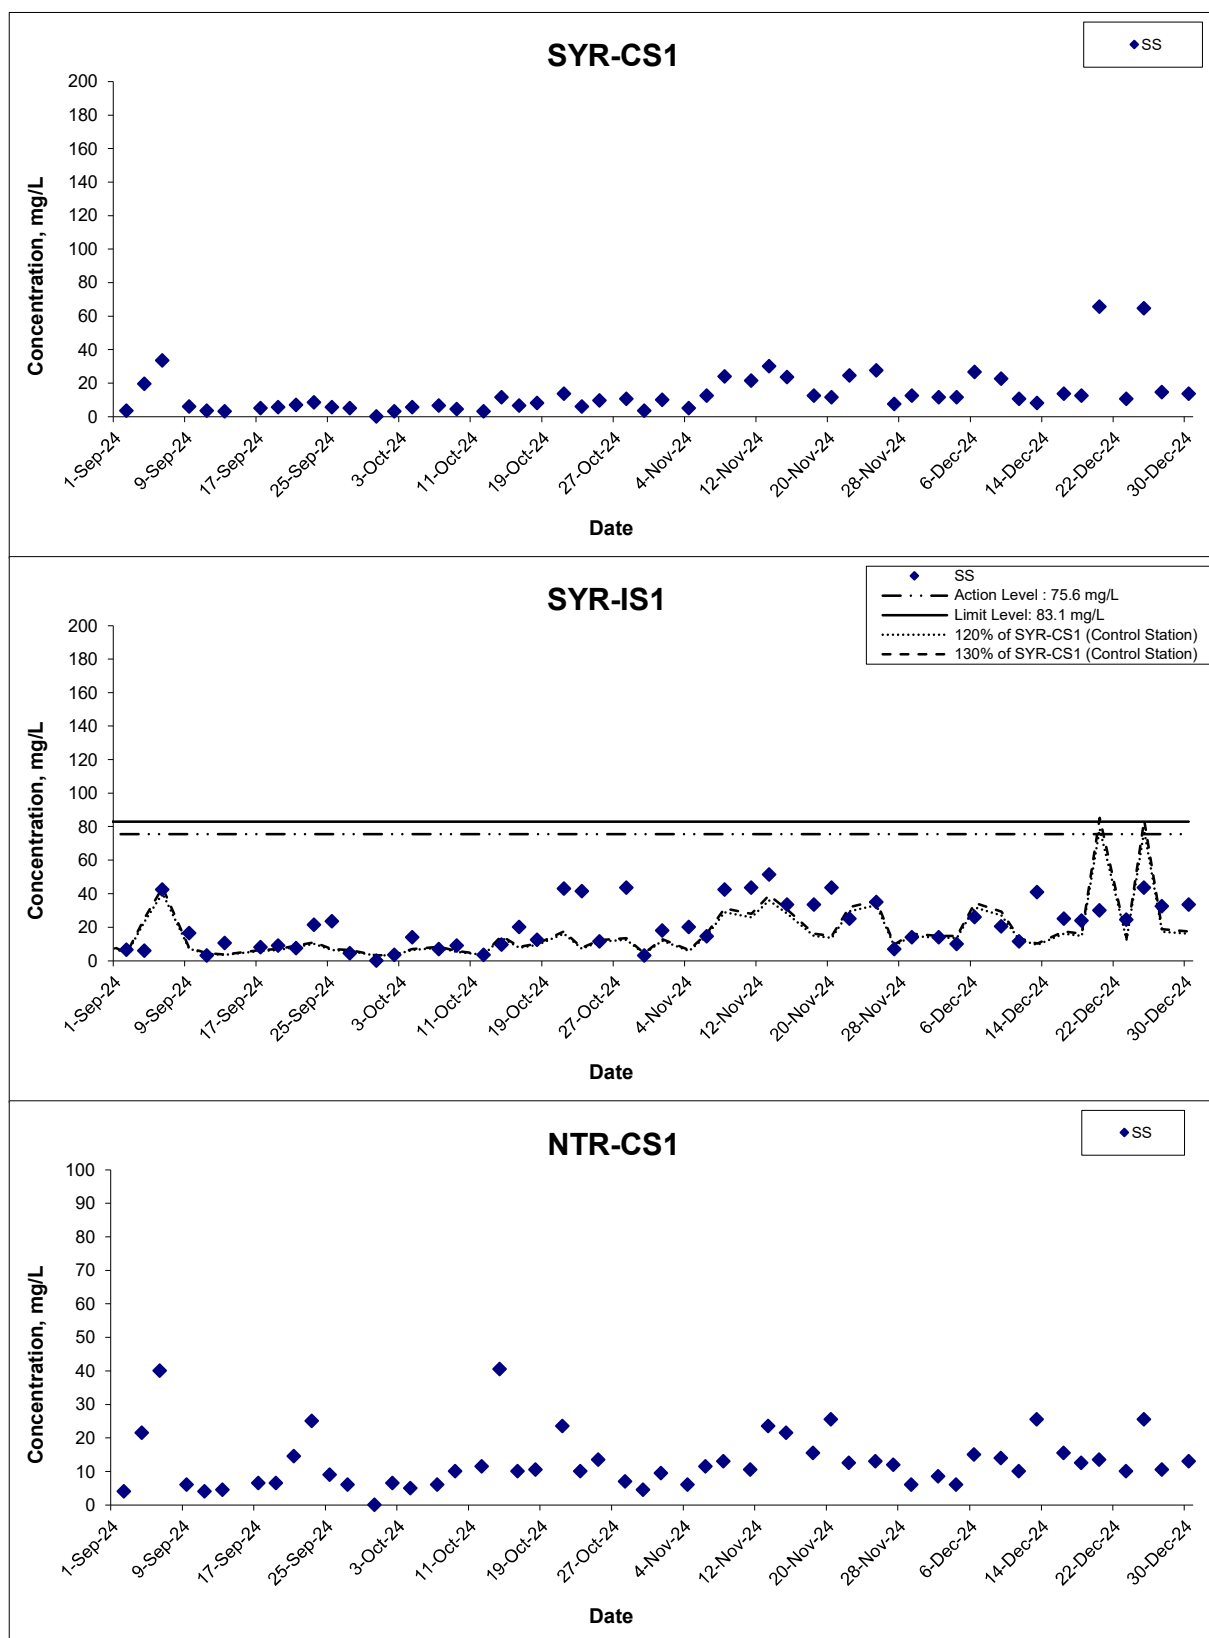 SYR-CS1
SS
Concentration, mg/L
200
180
160
140
120
100
80
60
40
20
0
1-Sep-24
9-Sep-24
17-Sep-24
25-Sep-24
3-Oct-24
11-Oct-24
19-Oct-24
27-Oct-24
4-Nov-24
12-Nov-24
20-Nov-24
28-Nov-24
6-Dec-24
14-Dec-24
22-Dec-24
30-Dec-24
Date
SYR-IS1
SS
Action Level : 75.6 mg/L
Limit Level: 83.1 mg/L
120% of SYR-CS1 (Control Station)
130% of SYR-CS1 (Control Station)
Concentration, mg/L
200
180
160
140
120
100
80
60
40
20
0
1-Sep-24
9-Sep-24
17-Sep-24
25-Sep-24
3-Oct-24
11-Oct-24
19-Oct-24
27-Oct-24
4-Nov-24
12-Nov-24
20-Nov-24
28-Nov-24
6-Dec-24
14-Dec-24
22-Dec-24
30-Dec-24
Date
NTR-CS1
SS
Concentration, mg/L
100
90
80
70
60
50
40
30
20
10
0
1-Sep-24
9-Sep-24
17-Sep-24
25-Sep-24
3-Oct-24
11-Oct-24
19-Oct-24
27-Oct-24
4-Nov-24
12-Nov-24
20-Nov-24
28-Nov-24
6-Dec-24
14-Dec-24
22-Dec-24
30-Dec-24
Date